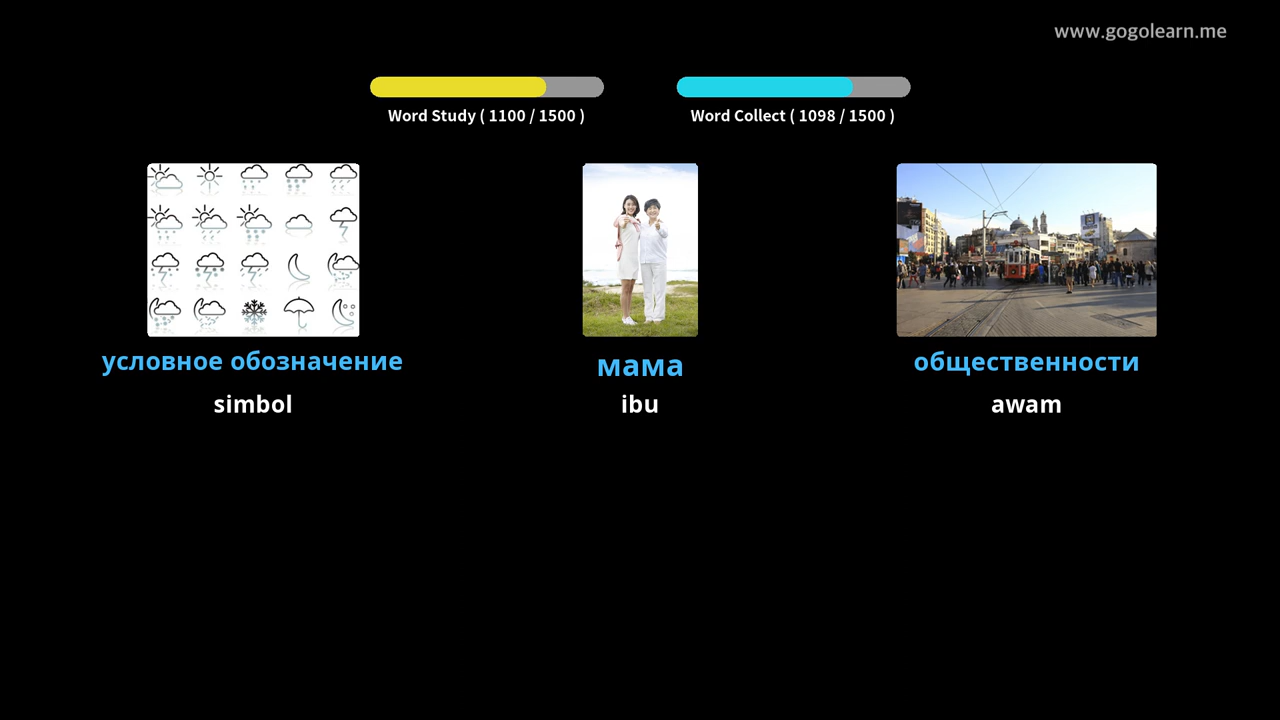 www.gogolearn.me
Word Study ( 1100 / 1500 )
Word Collect ( 1098 / 1500 )
условное обозначение
мама
общественности
simbol
ibu
awam